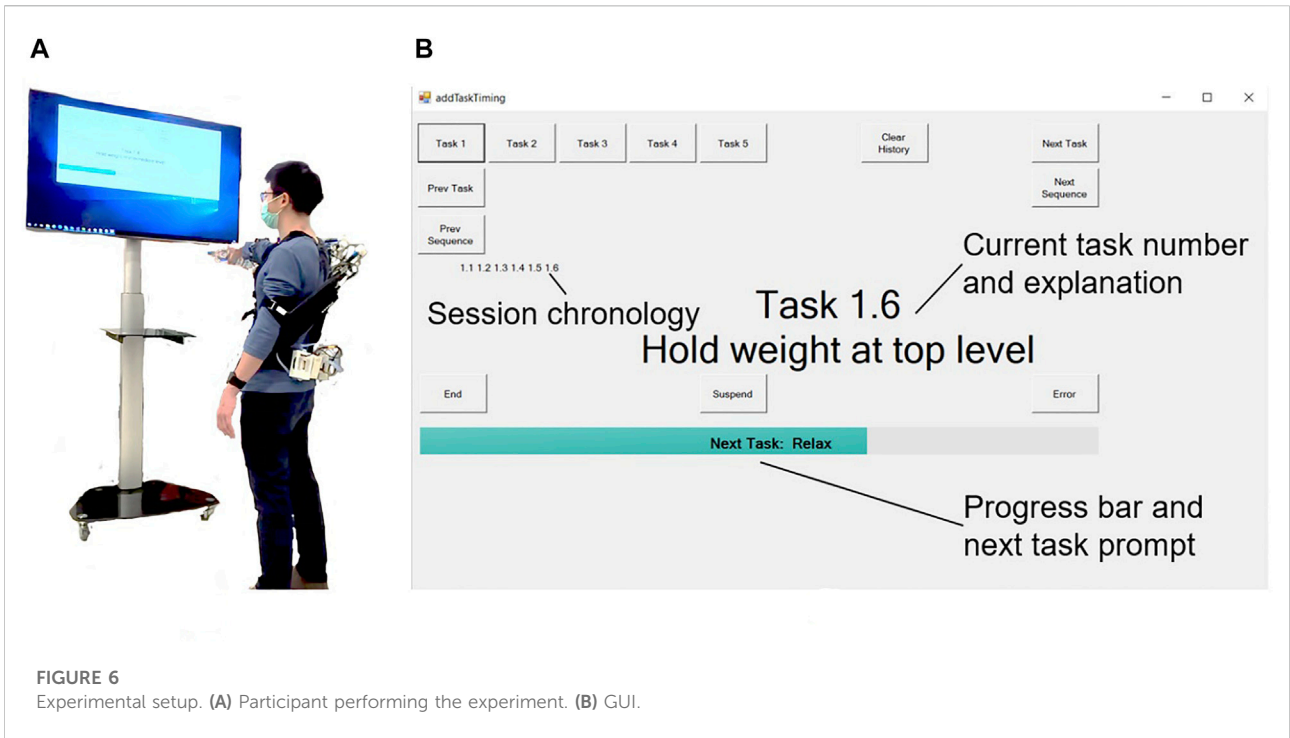 A
B
addTaskTiming
Task 1
Task 2
Task 3
Task 4
Task 5
Clear
History
Next Task
Prev Task
Next
Sequence
Prev
Sequence
1.1 1.2 1.3 1.4 1.5 1.6
Session chronology
Current task number
and explanation
Task 1.6
Hold weight at top level
End
Suspend
Error
Next Task: Relax
Progress bar and
next task prompt
FIGURE 6
Experimental setup. (A) Participant performing the experiment. (B) GUI.